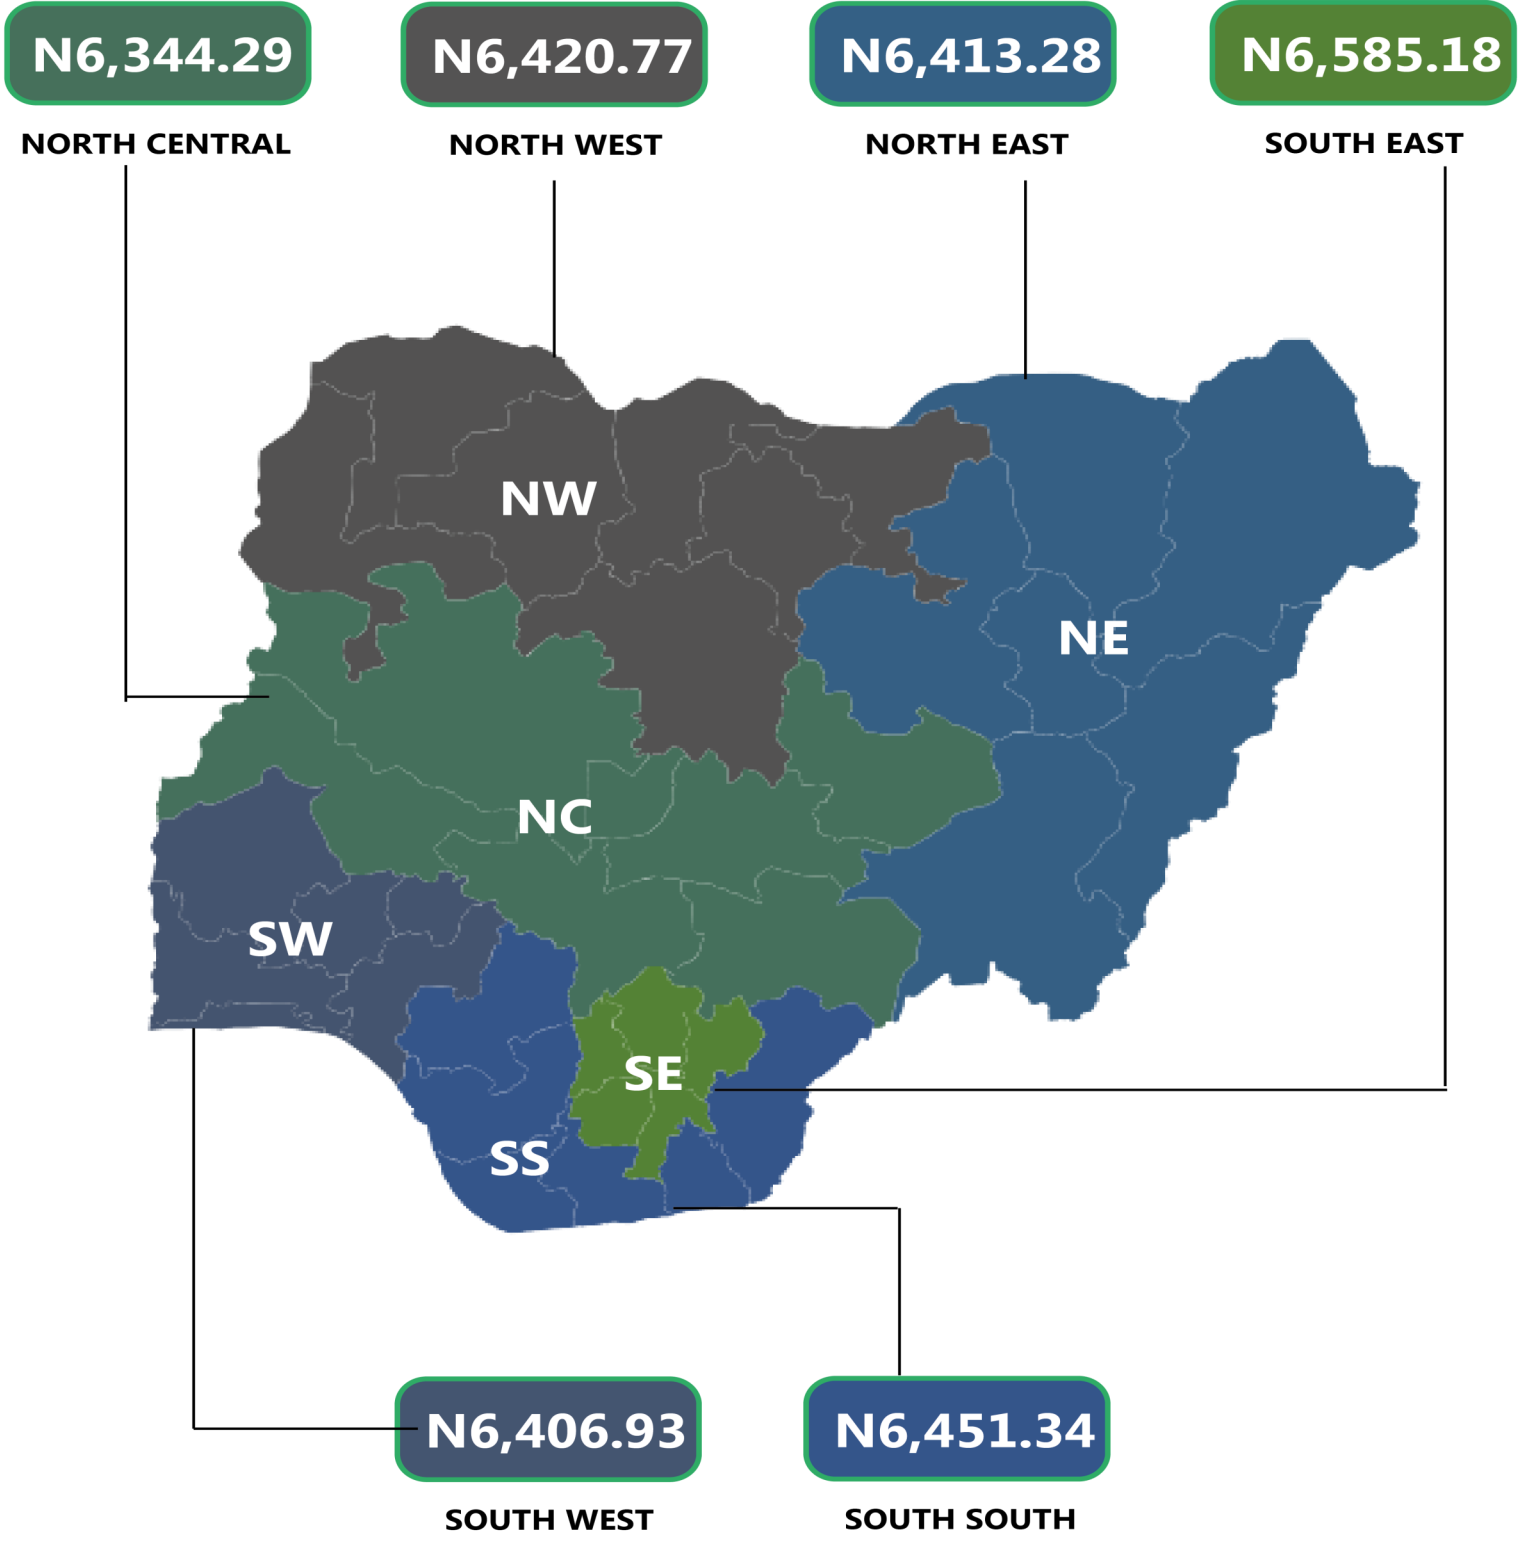 N6,344.29
N6,420.77
N6,413.28
N6,585.18
NORTH CENTRAL
NORTH WEST
NORTH EAST
SOUTH EAST
NW
NE
NC
SW
SE
SS
N6,406.93
N6,451.34
SOUTH WEST
SOUTH SOUTH